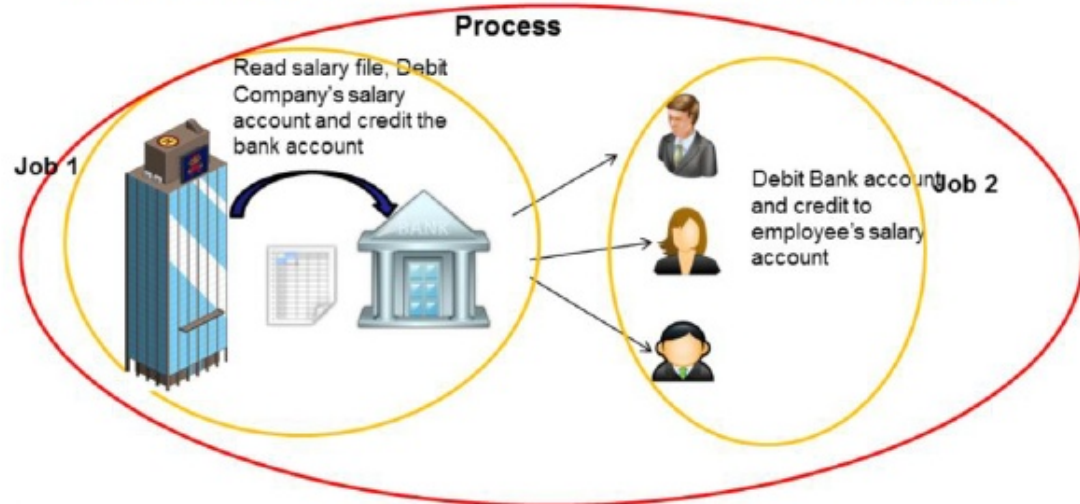 Process
Read salary file, Debit
Company's salary
account and credit the
bank account
Job 1
BANK
Debit Bank account
and credit to
employee's salary
account
Job 2